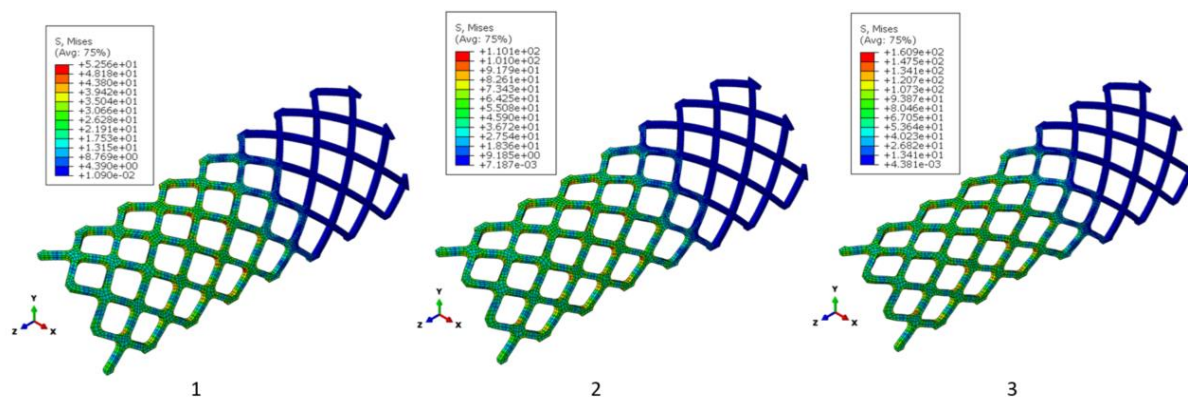 S, Mises
(Avg: 75%)
+5.256e+01
+4.818e+01
+4.380e+01
+3.942e+01
+3.504e+01
+3.066e+01
+2.628e+01
+2.191e+01
+1.753e+01
+1.315e+01
+8.769e+00
+4.390e+00
+1.090e-02
Y
Z
X
1
S, Mises
(Avg: 75%)
+1.101e+02
+1.010e+02
+9.179e+01
+8.261e+01
+7.343e+01
+6.425e+01
+5.508e+01
+4.590e+01
+3.672e+01
+2.754e+01
+1.836e+01
+9.185e+00
+7.187e-03
Y
Z
X
2
S, Mises
(Avg: 75%)
+1.609e+02
+1.475e+02
+1.341e+02
+1.207e+02
+1.073e+02
+9.387e+01
+8.046e+01
+6.705e+01
+5.364e+01
+4.023e+01
+2.682e+01
+1.341e+01
+4.381e-03
Y
Z
X
3